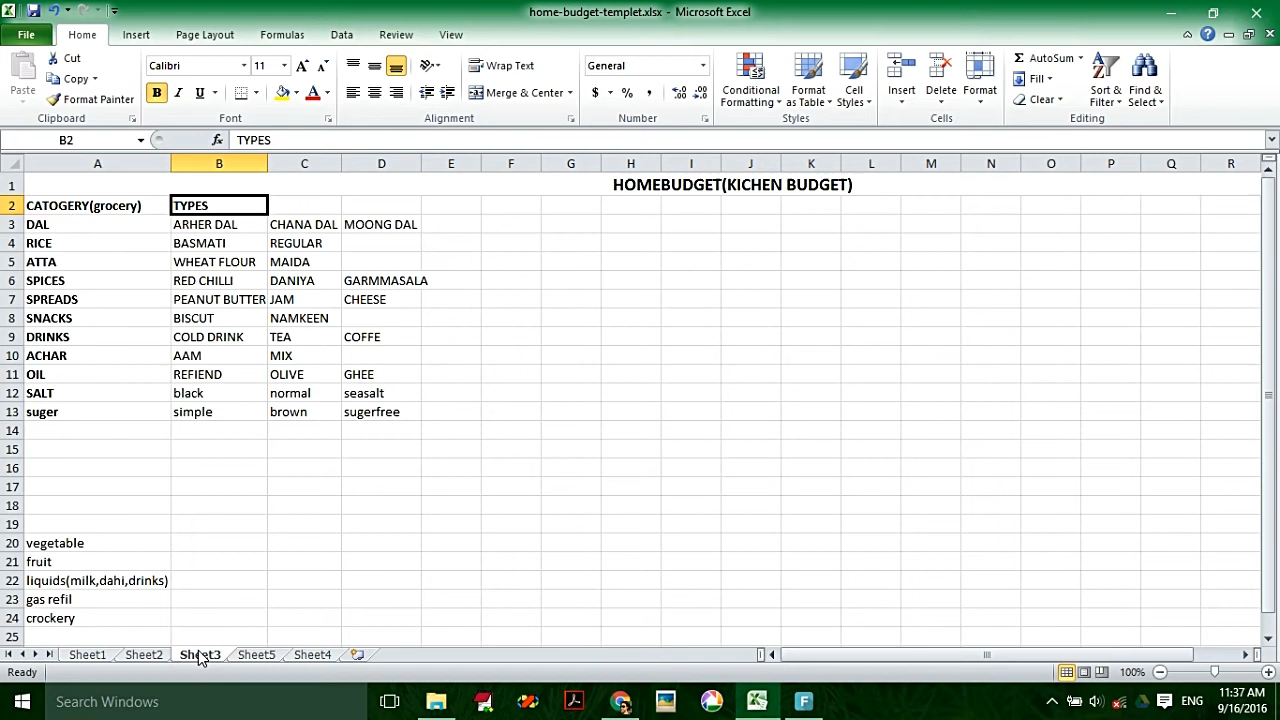 home-budget-templet.xlsx - Microsoft Excel
File Home Insert Page Layout Formulas Data Review View
Cut
Copy
Format Painter
Paste
Clipboard
Calibri 11
Font
Wrap Text
Merge & Center
Alignment
General
$ % ,
Number
Conditional Formatting
Format as Table
Cell Styles
Styles
Insert Delete Format
Cells
AutoSum
Fill
Clear
Sort & Filter
Find & Select
Editing
B2 fx TYPES
A B C D E F G H I J K L M N O P Q R
1 HOMEBUDGET(KICHEN BUDGET)
2 CATOGERY(grocery) TYPES
3 DAL ARHER DAL CHANA DAL MOONG DAL
4 RICE BASMATI REGULAR
5 ATTA WHEAT FLOUR MAIDA
6 SPICES RED CHILLI DANIYA GARMMASALA
7 SPREADS PEANUT BUTTER JAM CHEESE
8 SNACKS BISCUT NAMKEEN
9 DRINKS COLD DRINK TEA COFFE
10 ACHAR AAM MIX
11 OIL REFIEND OLIVE GHEE
12 SALT black normal seasalt
13 suger simple brown sugerfree
14
15
16
17
18
19
20 vegetable
21 fruit
22 liquids(milk,dahi,drinks)
23 gas refil
24 crockery
25
Sheet1 Sheet2 Sheet3 Sheet5 Sheet4
Ready 100%
Search Windows ENG 11:37 AM
9/16/2016